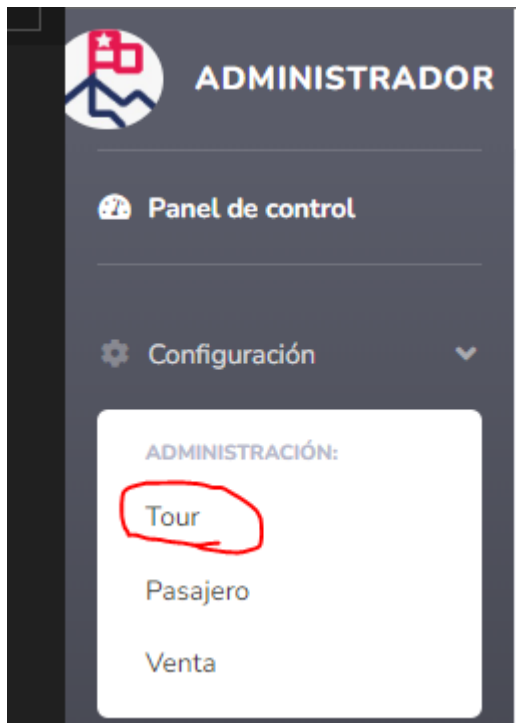 ADMINISTRADOR
Panel de control
Configuración
ADMINISTRACIÓN:
Tour
Pasajero
Venta